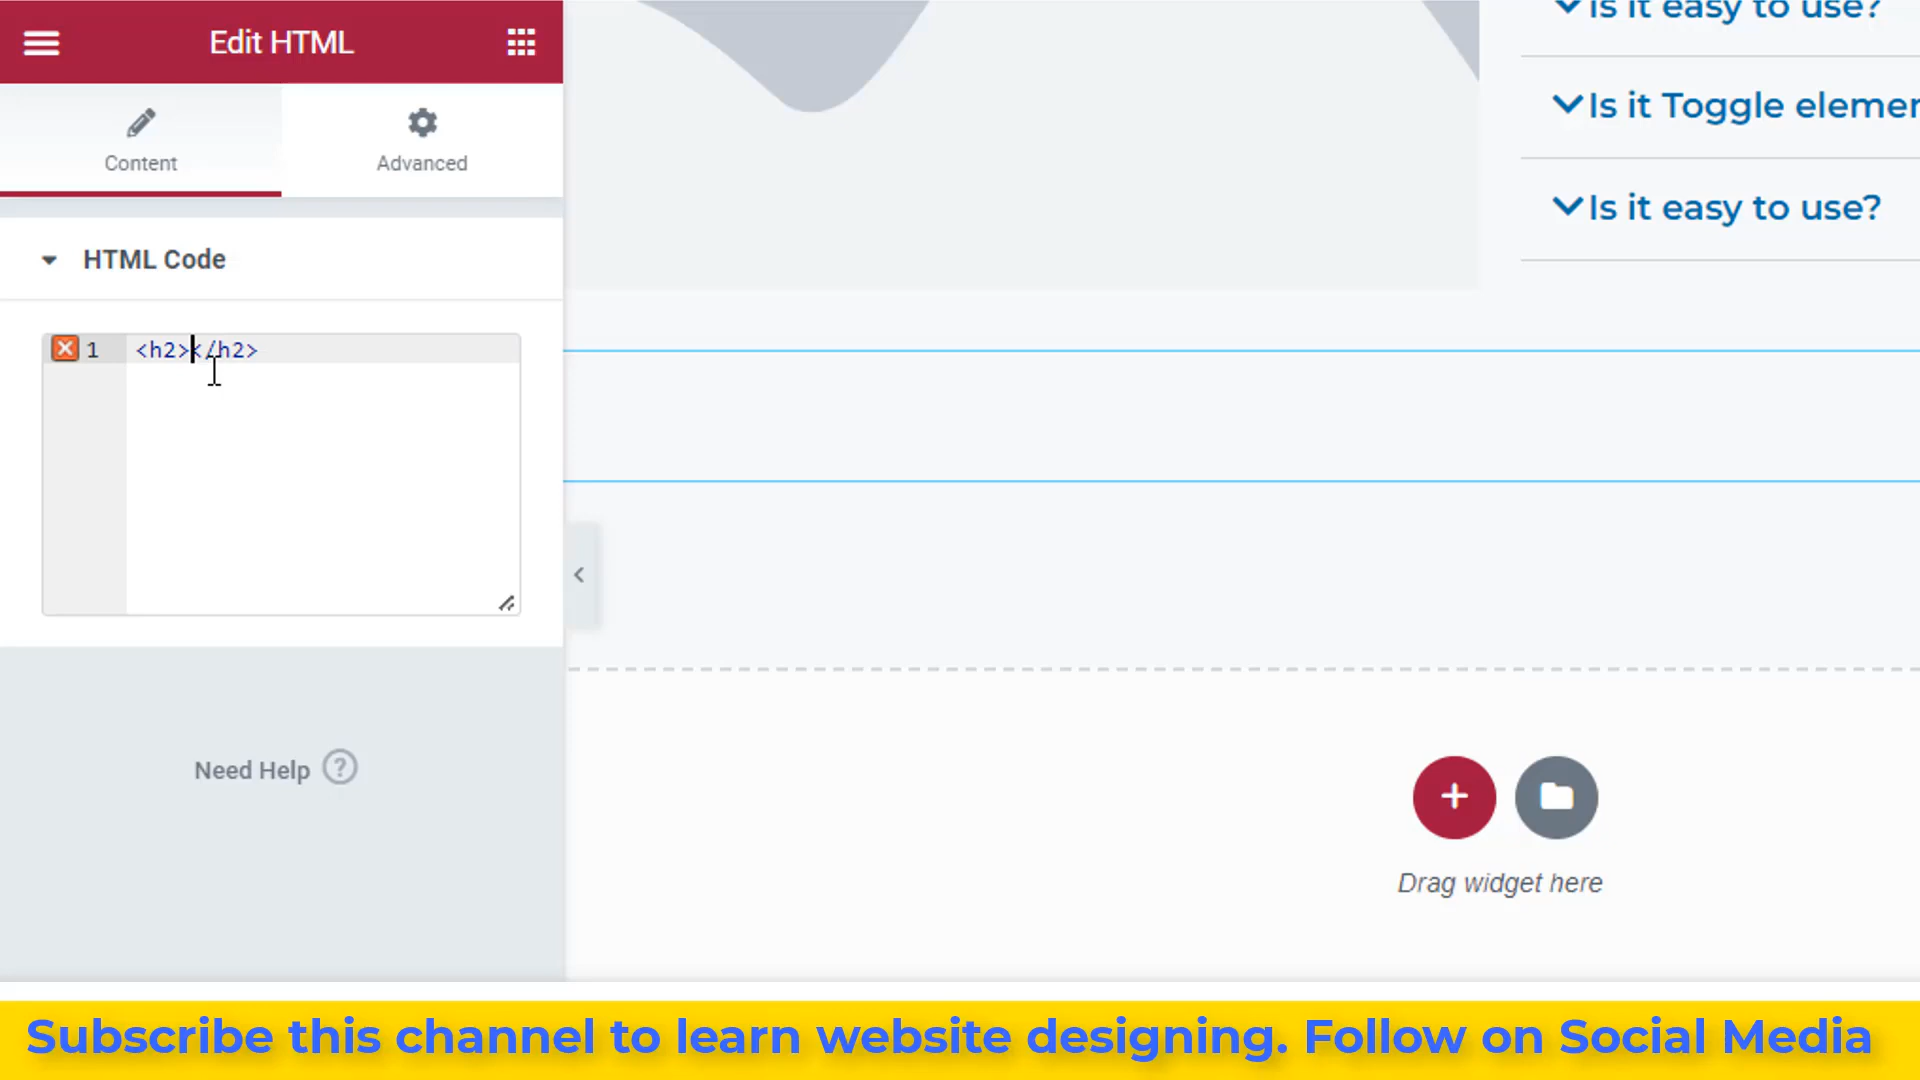 Edit HTML
Content
Advanced
HTML Code
1 <h2></h2>
Need Help
Is it easy to use?
Is it Toggle
Is it easy to use?
Drag widget here
Subscribe this channel to learn website designing. Follow on Social Media